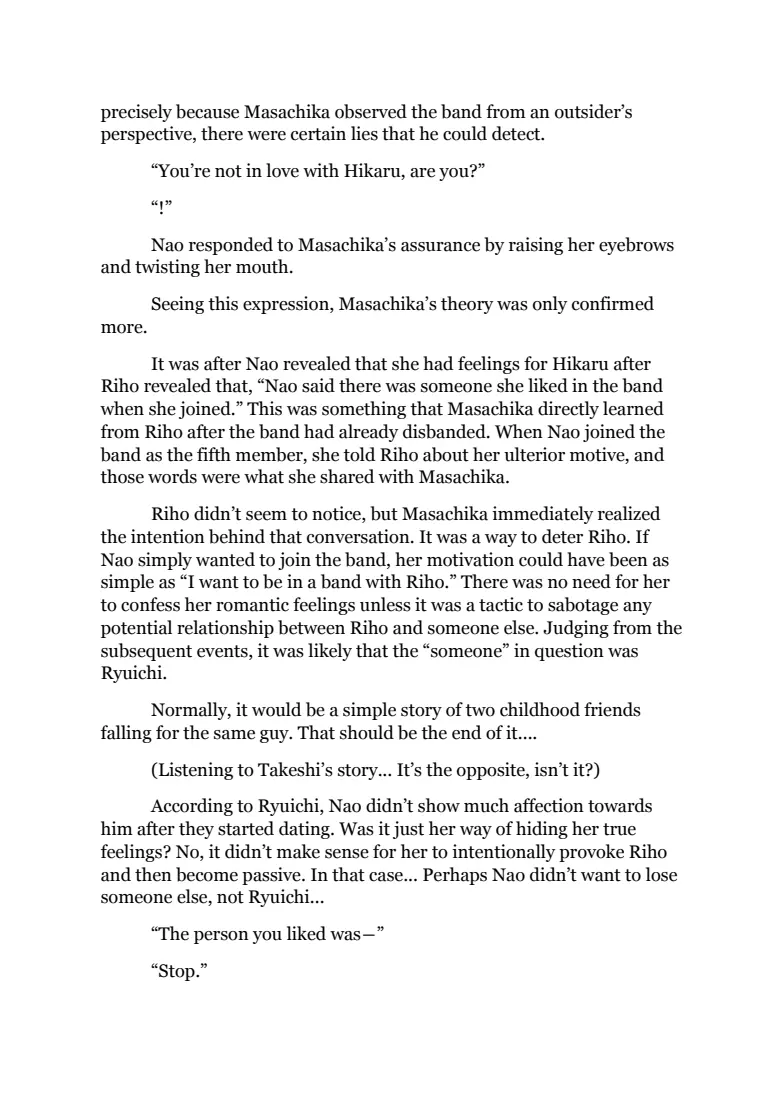 precisely because Masachika observed the band from an outsider’s
perspective, there were certain lies that he could detect.
“You’re not in love with Hikaru, are you?”
“!”
Nao responded to Masachika’s assurance by raising her eyebrows
and twisting her mouth.
Seeing this expression, Masachika’s theory was only confirmed
more.
It was after Nao revealed that she had feelings for Hikaru after
Riho revealed that, “Nao said there was someone she liked in the band
when she joined.” This was something that Masachika directly learned
from Riho after the band had already disbanded. When Nao joined the
band as the fifth member, she told Riho about her ulterior motive, and
those words were what she shared with Masachika.
Riho didn’t seem to notice, but Masachika immediately realized
the intention behind that conversation. It was a way to deter Riho. If
Nao simply wanted to join the band, her motivation could have been as
simple as “I want to be in a band with Riho.” There was no need for her
to confess her romantic feelings unless it was a tactic to sabotage any
potential relationship between Riho and someone else. Judging from the
subsequent events, it was likely that the “someone” in question was
Ryuichi.
Normally, it would be a simple story of two childhood friends
falling for the same guy. That should be the end of it....
(Listening to Takeshi’s story... It’s the opposite, isn’t it?)
According to Ryuichi, Nao didn’t show much affection towards
him after they started dating. Was it just her way of hiding her true
feelings? No, it didn’t make sense for her to intentionally provoke Riho
and then become passive. In that case... Perhaps Nao didn’t want to lose
someone else, not Ryuichi...
“The person you liked was―”
“Stop.”